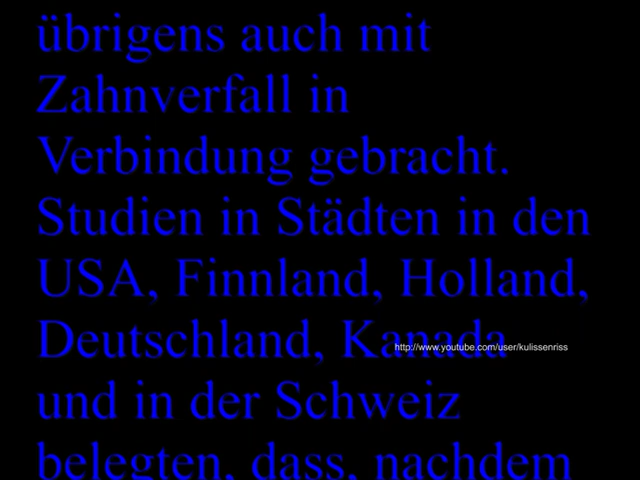 übrigens auch mit
Zahnverfall in
Verbindung gebracht.
Studien in Städten in den
USA, Finnland, Holland,
Deutschland, Kanada
http://www.youtube.com/user/kulissenriss
und in der Schweiz
belegten, dass, nachdem